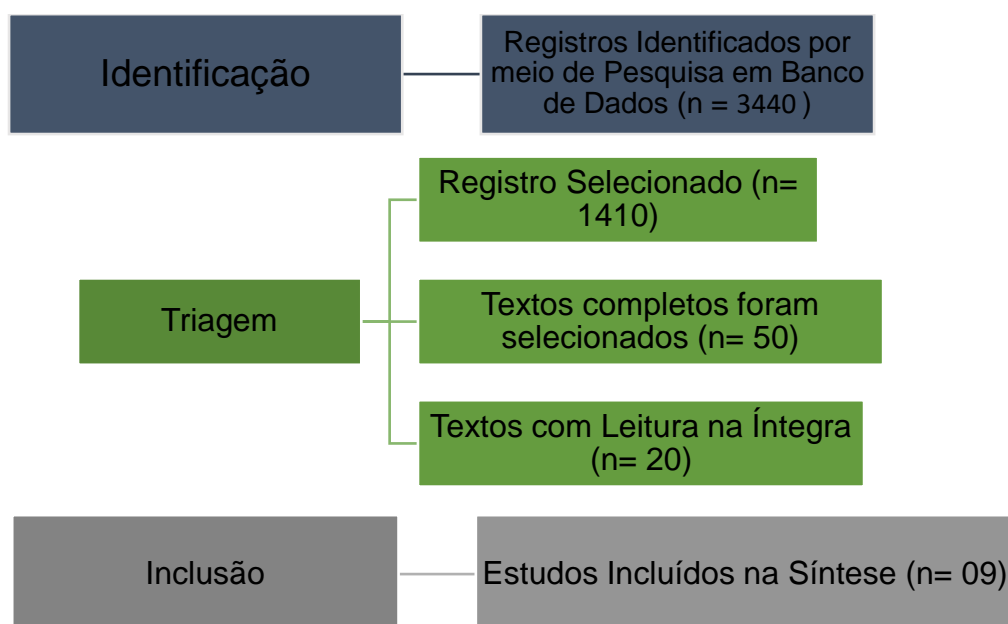 Identificação
Registros Identificados por
meio de Pesquisa em Banco
de Dados (n = 3440 )
Registro Selecionado (n=
1410)
Triagem
Textos completos foram
selecionados (n= 50)
Textos com Leitura na Íntegra
(n= 20)
Inclusão
Estudos Incluídos na Síntese (n= 09)